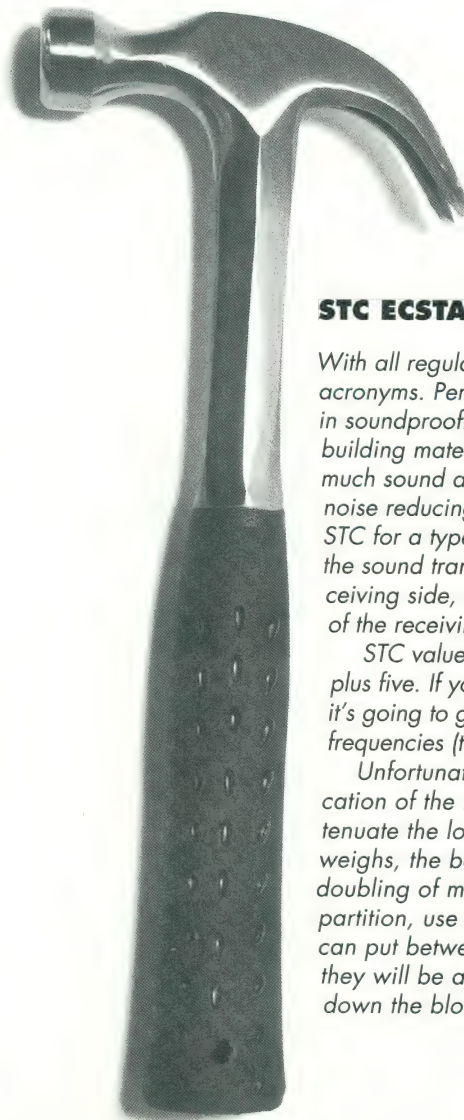 STC ECSTA
With all regula
acronyms. Per
in soundproof
building mate
much sound a
noise reducing
STC for a type
the sound tran
ceiving side,
of the receivin
STC value
plus five. If yo
it's going to g
frequencies (t
Unfortunat
cation of the
tenuate the lo
weighs, the b
doubling of m
partition, use
can put betwe
they will be a
down the blo